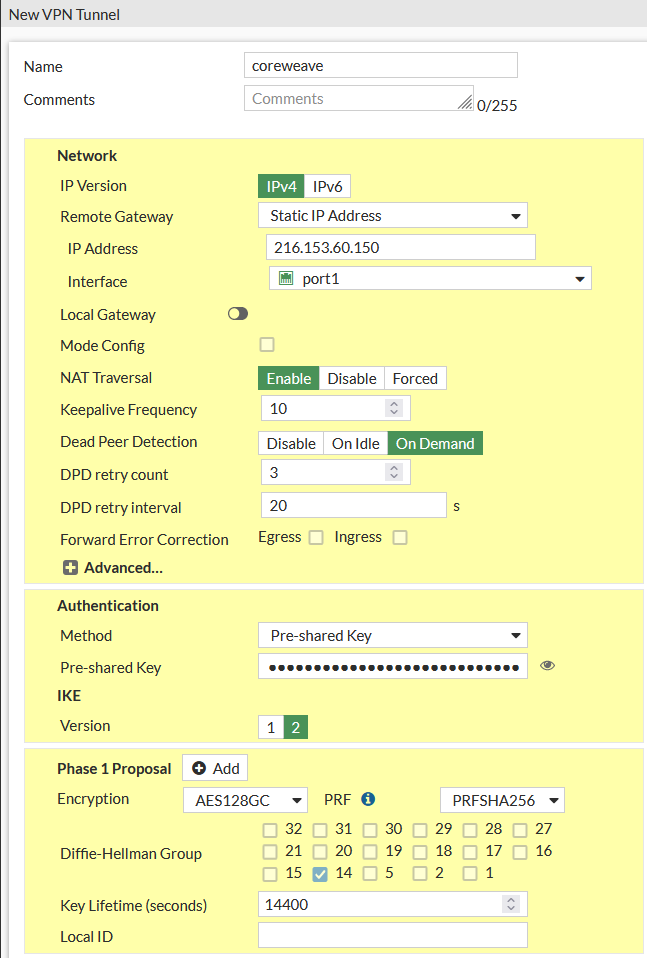 New VPN Tunnel
Name coreweave
Comments Comments 0/255
Network
IP Version IPv4 IPv6
Remote Gateway Static IP Address
IP Address 216.153.60.150
Interface port1
Local Gateway
Mode Config
NAT Traversal Enable Disable Forced
Keepalive Frequency 10
Dead Peer Detection Disable On Idle On Demand
DPD retry count 3
DPD retry interval 20 s
Forward Error Correction Egress Ingress
Advanced...
Authentication
Method Pre-shared Key
Pre-shared Key ●●●●●●●●●●●●●●●●●●●●●●●●●●●
IKE
Version 1 2
Phase 1 Proposal Add
Encryption AES128GC PRF PRFSHA256
32 31 30 29 28 27
Diffie-Hellman Group 21 20 19 18 17 16
15 14 5 2 1
Key Lifetime (seconds) 14400
Local ID